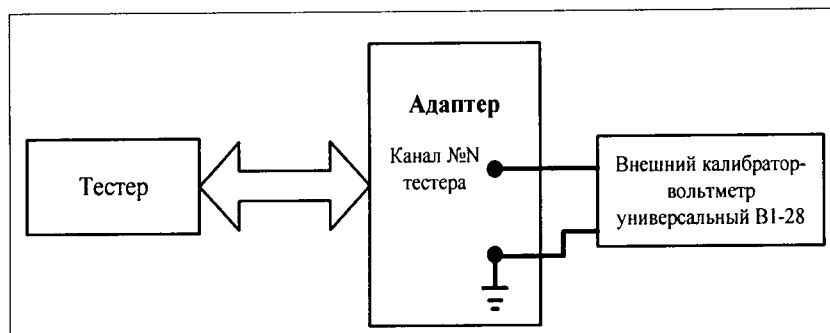 Тестер
Адаптер
Канал №N
тестера
Внешний калибратор-
вольтметр
универсальный В1-28